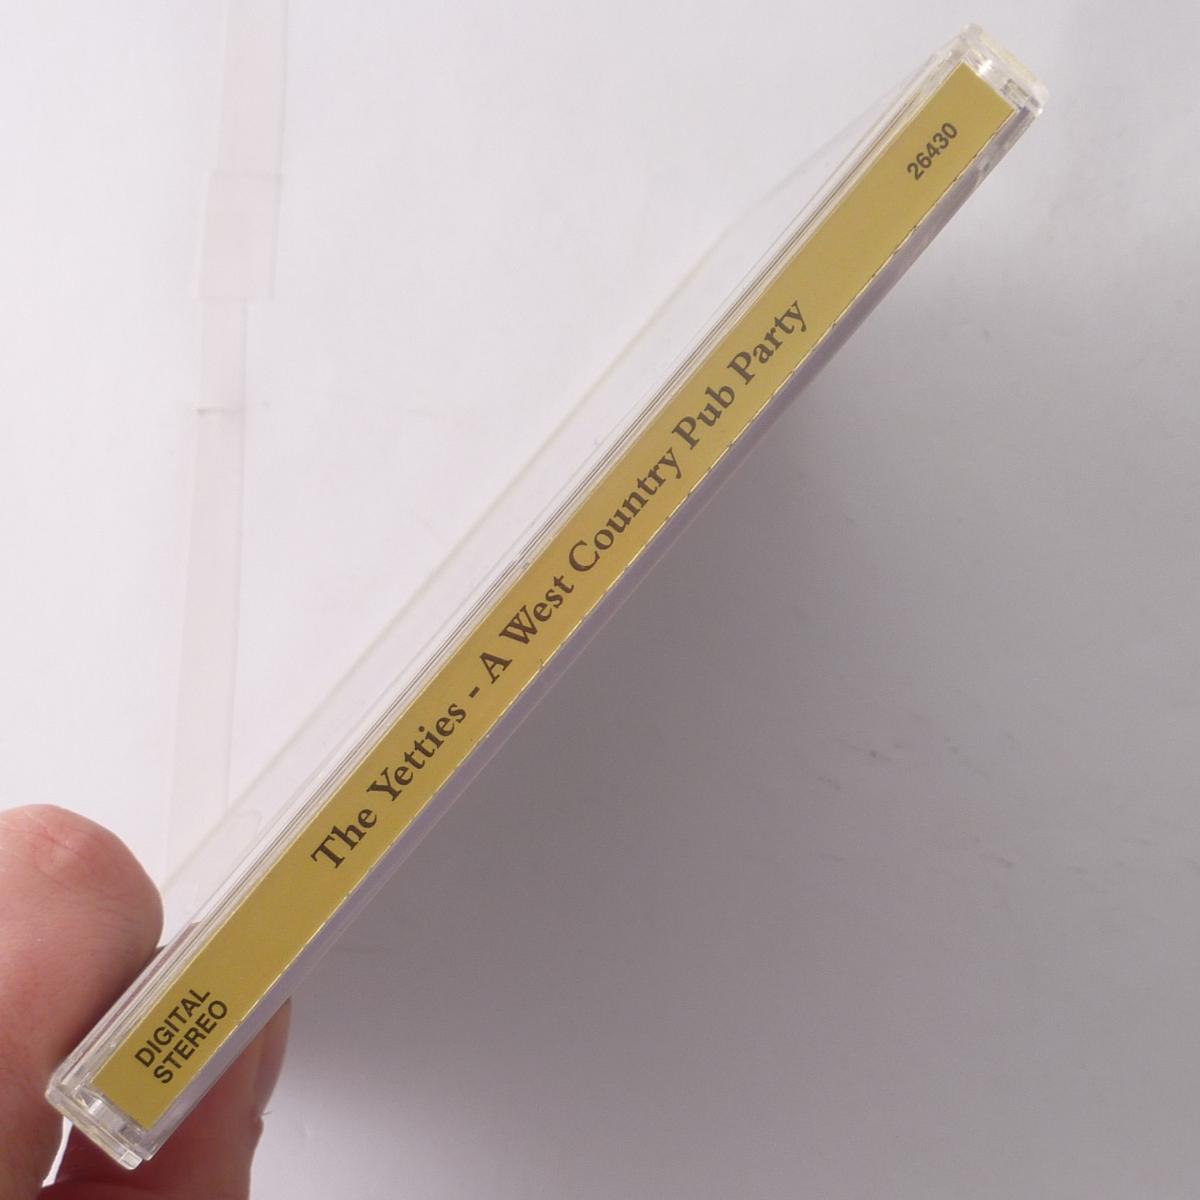 DIGITAL
STEREO
The Yetties - A West Country Pub Party
26430